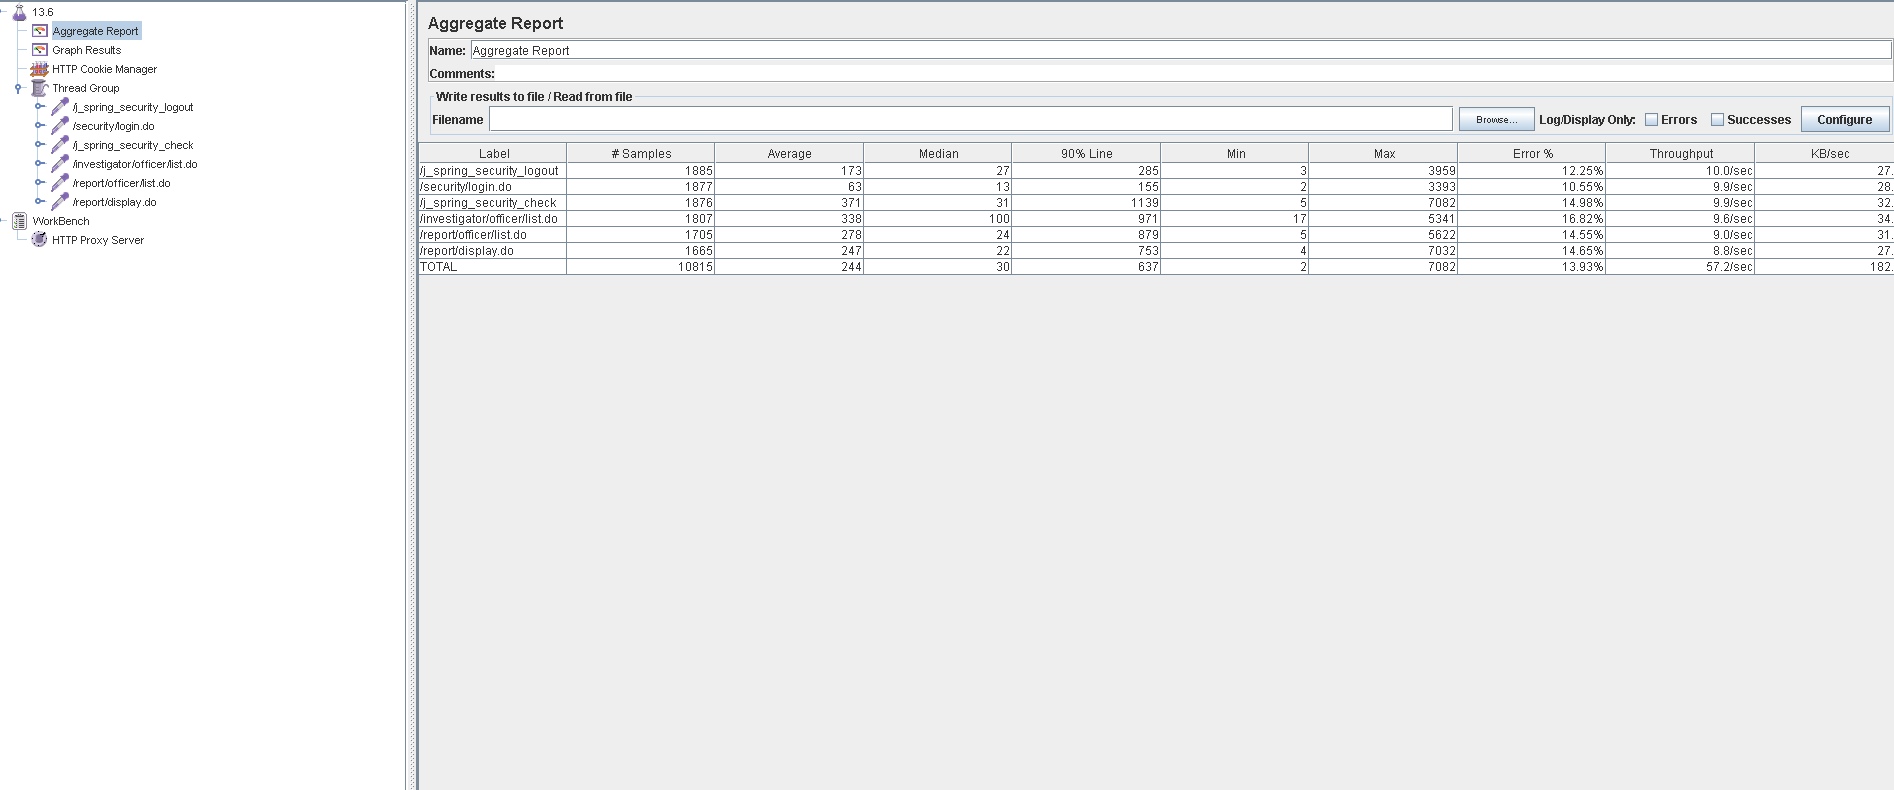 13.6
Aggregate Report
Graph Results
HTTP Cookie Manager
Thread Group
/j_spring_security_logout
/security/login.do
/j_spring_security_check
/investigator/officer/list.do
/report/officer/list.do
/report/display.do
WorkBench
HTTP Proxy Server
Aggregate Report
Name: Aggregate Report
Comments:
Write results to file / Read from file
Filename Browse... Log/Display Only: Errors Successes Configure
Label # Samples Average Median 90% Line Min Max Error % Throughput KB/sec
/j_spring_security_logout 1885 173 27 285 3 3959 12.25% 10.0/sec 27.
/security/login.do 1877 63 13 155 2 3393 10.55% 9.9/sec 28.
/j_spring_security_check 1876 371 31 1139 5 7082 14.98% 9.9/sec 32.
/investigator/officer/list.do 1807 338 100 971 17 5341 16.82% 9.6/sec 34.
/report/officer/list.do 1705 278 24 879 5 5622 14.55% 9.0/sec 31.
/report/display.do 1665 247 22 753 4 7032 14.65% 8.8/sec 27.
TOTAL 10815 244 30 637 2 7082 13.93% 57.2/sec 182.